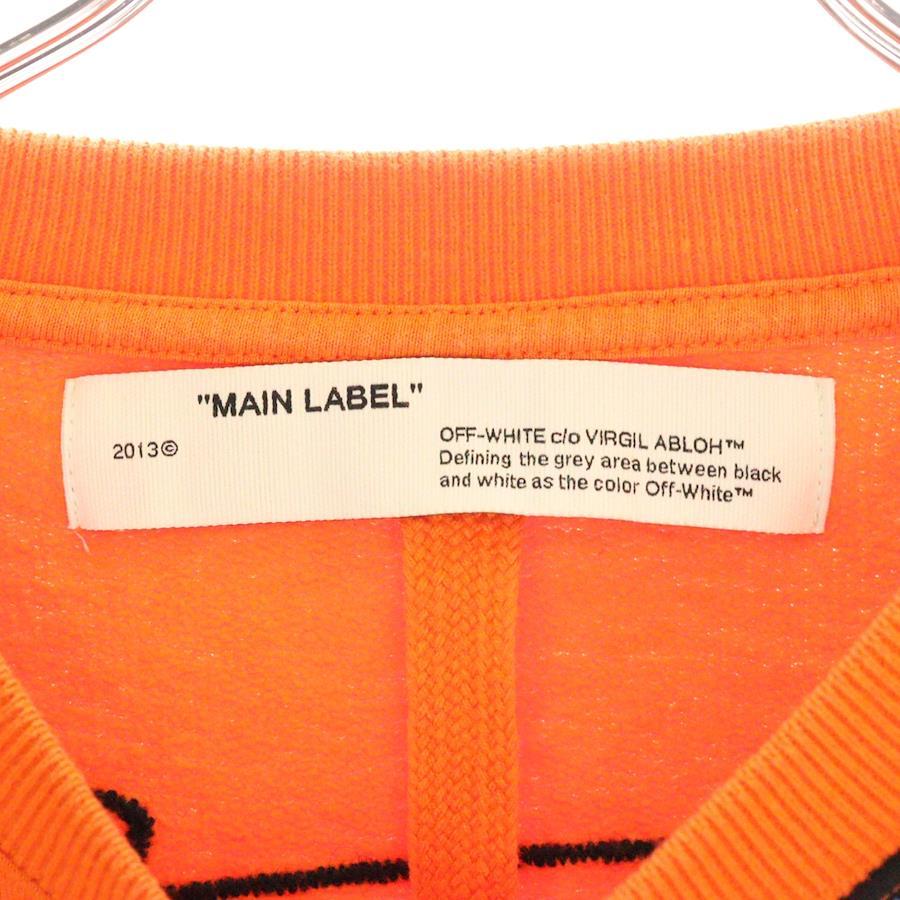 "MAIN LABEL"
2013©
OFF-WHITE c/o VIRGIL ABLOH™
Defining the grey area between black
and white as the color Off-White™